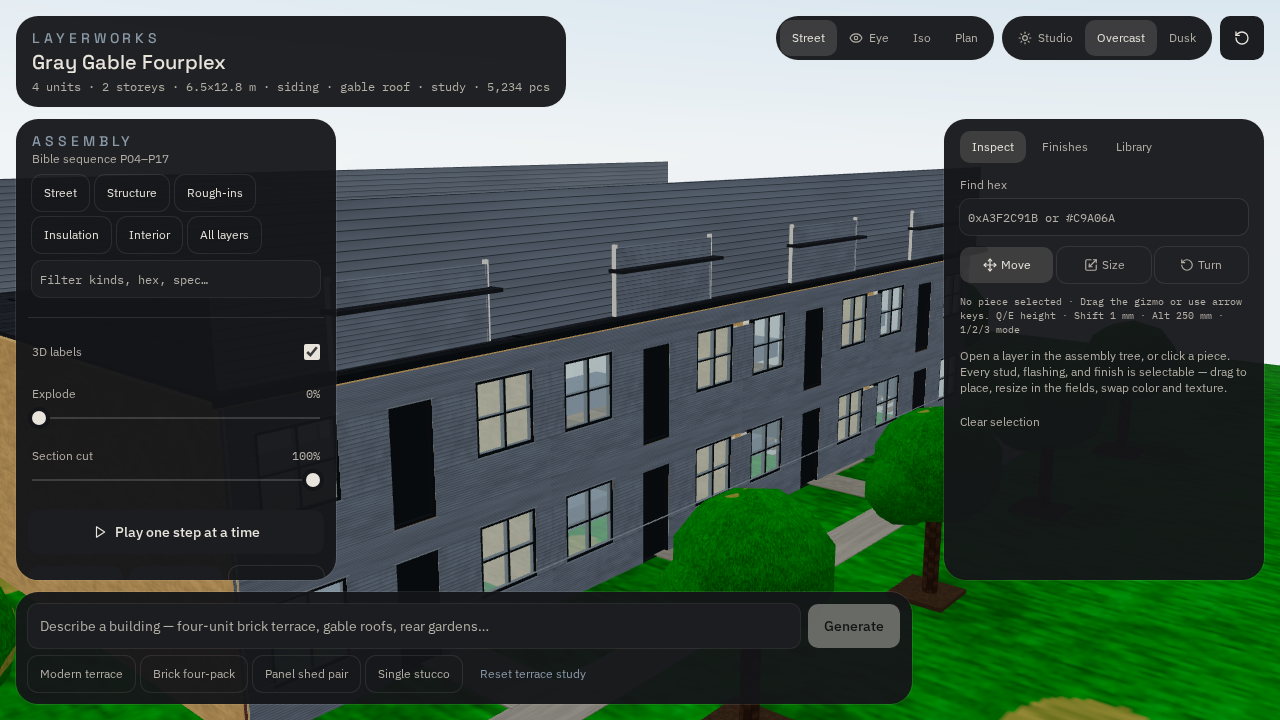 LAYERWORKS
Gray Gable Fourplex
4 units · 2 storeys · 6.5×12.8 m · siding · gable roof · study · 5,234 pcs
Street
Eye
Iso
Plan
Studio
Overcast
Dusk
ASSEMBLY
Bible sequence P04–P17
Street
Structure
Rough-ins
Insulation
Interior
All layers
Filter kinds, hex, spec…
3D labels
Explode 0%
Section cut 100%
Play one step at a time
Inspect
Finishes
Library
Find hex
0xA3F2C91B or #C9A06A
Move
Size
Turn
No piece selected · Drag the gizmo or use arrow
keys. Q/E height · Shift 1 mm · Alt 250 mm ·
1/2/3 mode
Open a layer in the assembly tree, or click a piece.
Every stud, flashing, and finish is selectable — drag to
place, resize in the fields, swap color and texture.
Clear selection
Describe a building — four-unit brick terrace, gable roofs, rear gardens…
Generate
Modern terrace
Brick four-pack
Panel shed pair
Single stucco
Reset terrace study